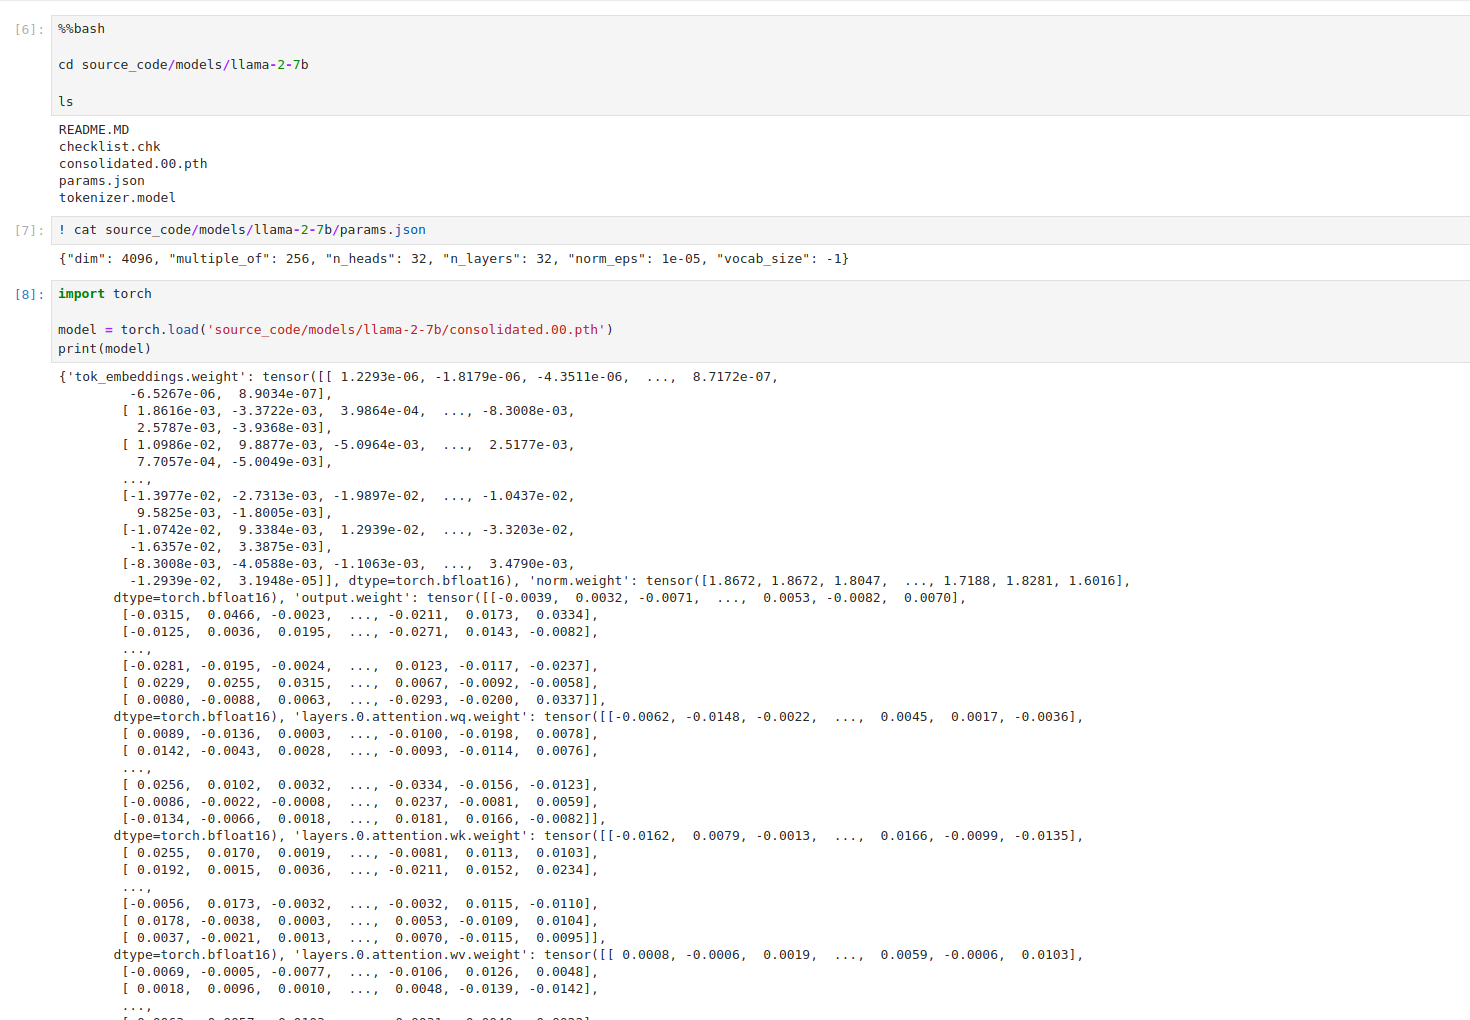 [6]: %%bash
cd source_code/models/llama-2-7b
ls
README.MD
checklist.chk
consolidated.00.pth
params.json
tokenizer.model
[7]: ! cat source_code/models/llama-2-7b/params.json
{"dim": 4096, "multiple_of": 256, "n_heads": 32, "n_layers": 32, "norm_eps": 1e-05, "vocab_size": -1}
[8]: import torch
model = torch.load('source_code/models/llama-2-7b/consolidated.00.pth')
print(model)
{'tok_embeddings.weight': tensor([[ 1.2293e-06, -1.8179e-06, -4.3511e-06,  ...,  8.7172e-07,
-6.5267e-06,  8.9034e-07],
[ 1.8616e-03, -3.3722e-03,  3.9864e-04,  ..., -8.3008e-03,
2.5787e-03, -3.9368e-03],
[ 1.0986e-02,  9.8877e-03, -5.0964e-03,  ...,  2.5177e-03,
7.7057e-04, -5.0049e-03],
...,
[-1.3977e-02, -2.7313e-03, -1.9897e-02,  ..., -1.0437e-02,
9.5825e-03, -1.8005e-03],
[-1.0742e-02,  9.3384e-03,  1.2939e-02,  ..., -3.3203e-02,
-1.6357e-02,  3.3875e-03],
[-8.3008e-03, -4.0588e-03, -1.1063e-03,  ...,  3.4790e-03,
-1.2939e-02,  3.1948e-05]], dtype=torch.bfloat16), 'norm.weight': tensor([1.8672, 1.8672, 1.8047,  ..., 1.7188, 1.8281, 1.6016],
dtype=torch.bfloat16), 'output.weight': tensor([[-0.0039,  0.0032, -0.0071,  ...,  0.0053, -0.0082,  0.0070],
[-0.0315,  0.0466, -0.0023,  ..., -0.0211,  0.0173,  0.0334],
[-0.0125,  0.0036,  0.0195,  ..., -0.0271,  0.0143, -0.0082],
...,
[-0.0281, -0.0195, -0.0024,  ...,  0.0123, -0.0117, -0.0237],
[ 0.0229,  0.0255,  0.0315,  ...,  0.0067, -0.0092, -0.0058],
[ 0.0080, -0.0088,  0.0063,  ..., -0.0293, -0.0200,  0.0337]],
dtype=torch.bfloat16), 'layers.0.attention.wq.weight': tensor([[-0.0062, -0.0148, -0.0022,  ...,  0.0045,  0.0017, -0.0036],
[ 0.0089, -0.0136,  0.0003,  ..., -0.0100, -0.0198,  0.0078],
[ 0.0142, -0.0043,  0.0028,  ..., -0.0093, -0.0114,  0.0076],
...,
[ 0.0256,  0.0102,  0.0032,  ..., -0.0334, -0.0156, -0.0123],
[-0.0086, -0.0022, -0.0008,  ...,  0.0237, -0.0081,  0.0059],
[-0.0134, -0.0066,  0.0018,  ...,  0.0181,  0.0166, -0.0082]],
dtype=torch.bfloat16), 'layers.0.attention.wk.weight': tensor([[-0.0162,  0.0079, -0.0013,  ...,  0.0166, -0.0099, -0.0135],
[ 0.0255,  0.0170,  0.0019,  ..., -0.0081,  0.0113,  0.0103],
[ 0.0192,  0.0015,  0.0036,  ..., -0.0211,  0.0152,  0.0234],
...,
[-0.0056,  0.0173, -0.0032,  ..., -0.0032,  0.0115, -0.0110],
[ 0.0178, -0.0038,  0.0003,  ...,  0.0053, -0.0109,  0.0104],
[ 0.0037, -0.0021,  0.0013,  ...,  0.0070, -0.0115,  0.0095]],
dtype=torch.bfloat16), 'layers.0.attention.wv.weight': tensor([[ 0.0008, -0.0006,  0.0019,  ...,  0.0059, -0.0006,  0.0103],
[-0.0069, -0.0005, -0.0077,  ..., -0.0106,  0.0126,  0.0048],
[ 0.0018,  0.0096,  0.0010,  ...,  0.0048, -0.0139, -0.0142],
...,